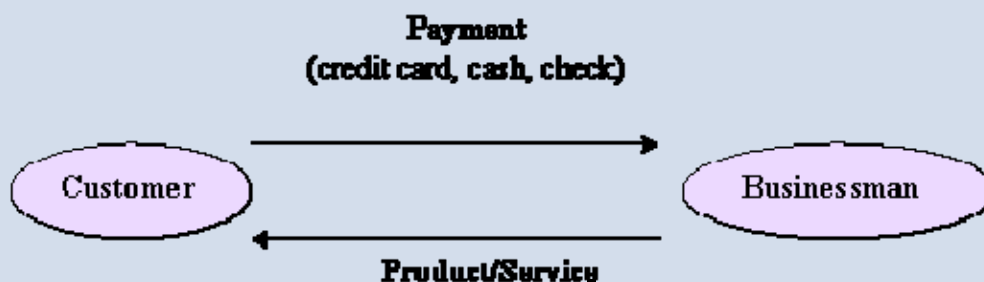 Payment
(credit card, cash, check)
Customer
Businessman
Product/Service